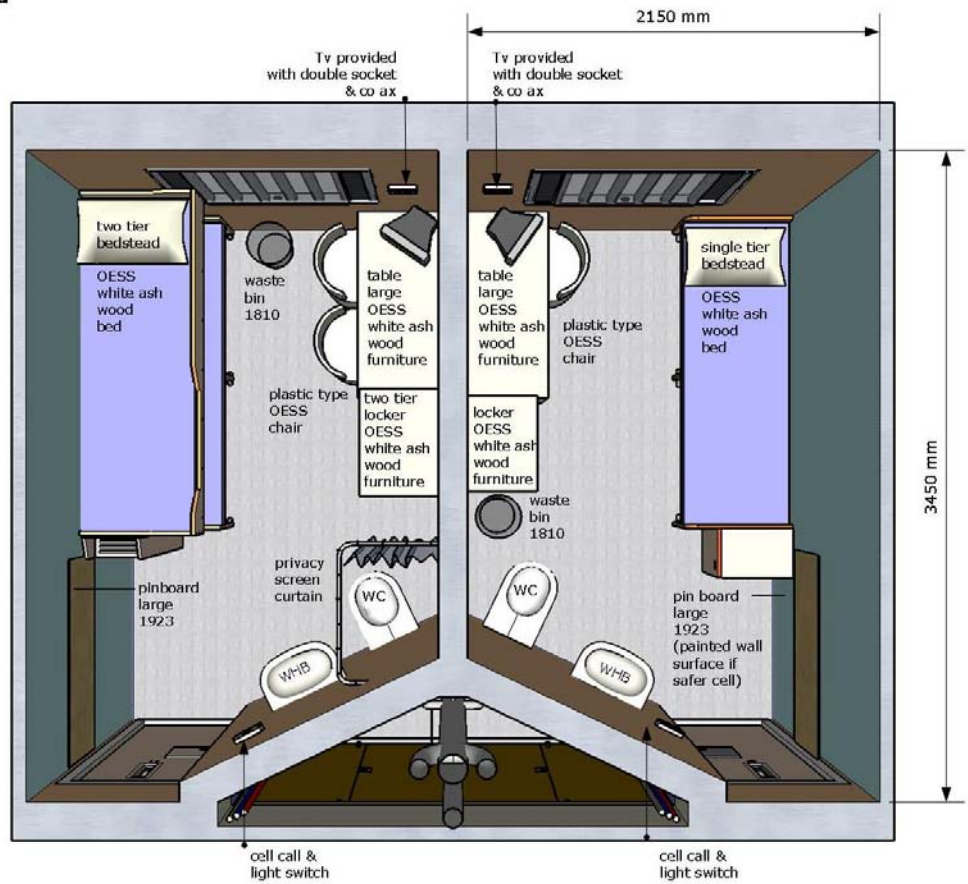 2150 mm
Tv provided
with double socket
& co ax
Tv provided
with double socket
& co ax
two tier
bedstead
OESS
white ash
wood
bed
waste
bin
1810
table
large
OESS
white ash
wood
furniture
plastic type
OESS
chair
two tier
locker
OESS
white ash
wood
furniture
privacy
screen
curtain
WC
WHB
pinboard
large
1923
cell call &
light switch
table
large
OESS
white ash
wood
furniture
plastic type
OESS
chair
single tier
bedstead
OESS
white ash
wood
bed
locker
OESS
white ash
wood
furniture
waste
bin
1810
WC
WHB
pin board
large
1923
(painted wall
surface if
safer cell)
3450 mm
cell call &
light switch